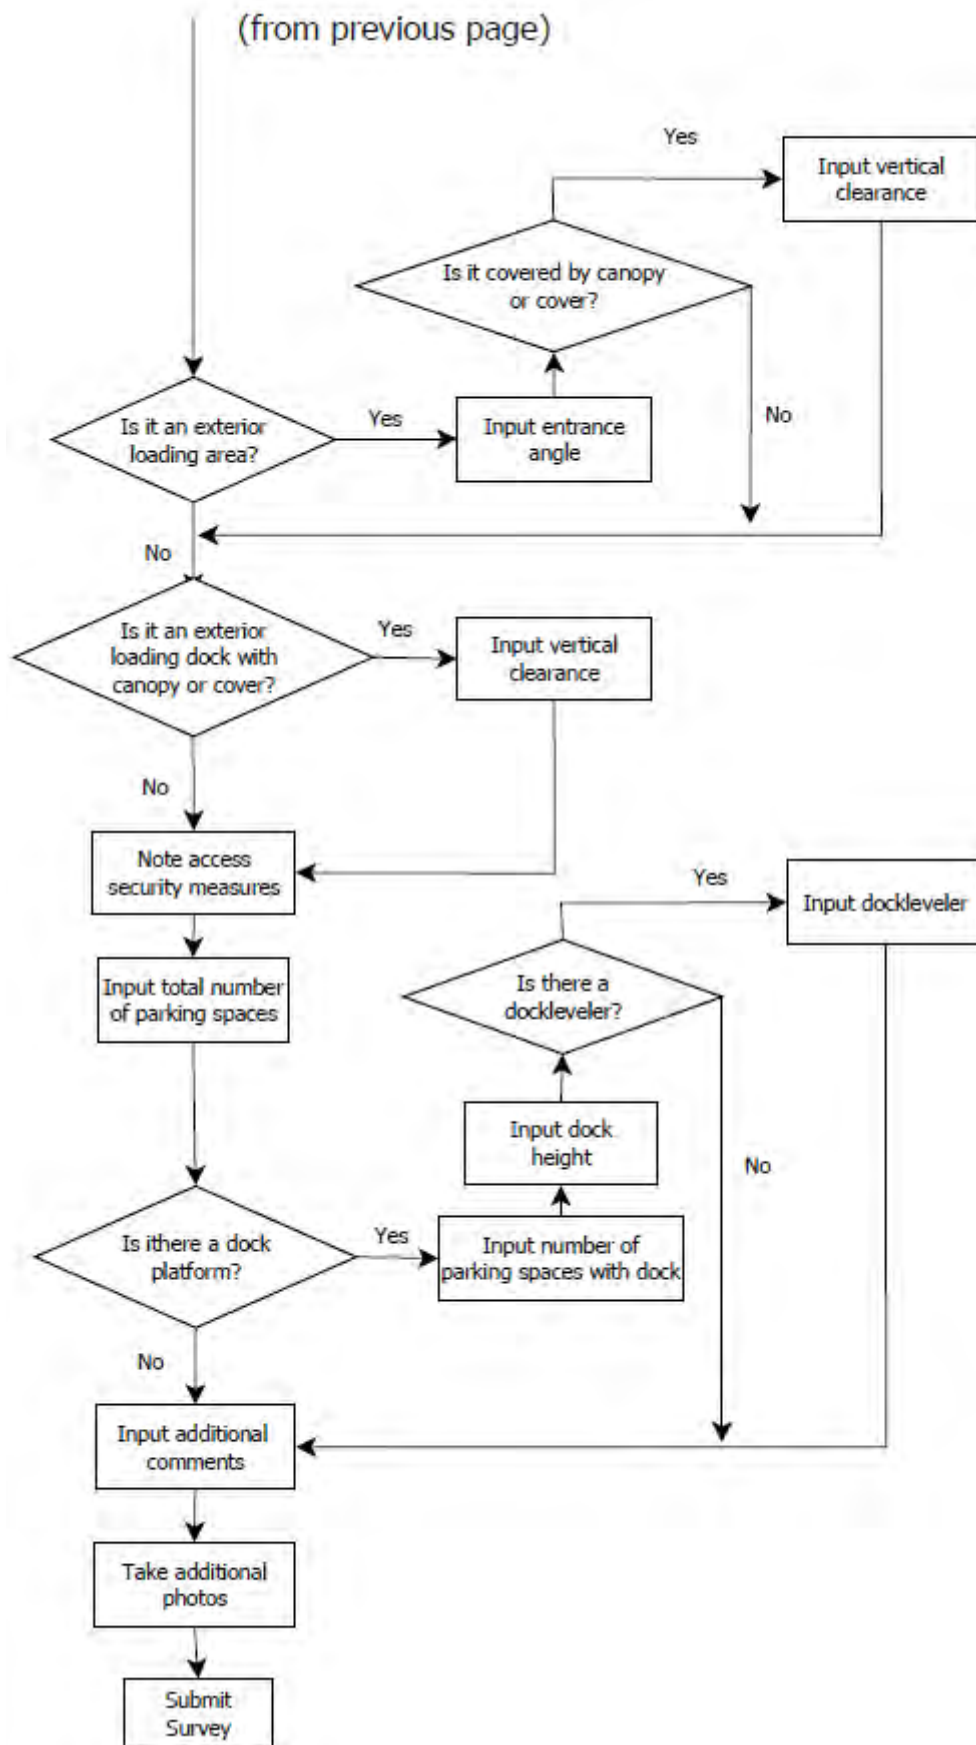 (from previous page)
Yes
Input vertical
clearance
Is it covered by canopy
or cover?
No
Is it an exterior
loading area?
Yes
Input entrance
angle
No
Is it an exterior
loading dock with
canopy or cover?
Yes
Input vertical
clearance
No
Note access
security measures
Yes
Input dockleveler
Input total number
of parking spaces
Is there a
dockleveler?
Input dock
height
No
Is ithere a dock
platform?
Yes
Input number of
parking spaces with dock
No
Input additional
comments
Take additional
photos
Submit
Survey